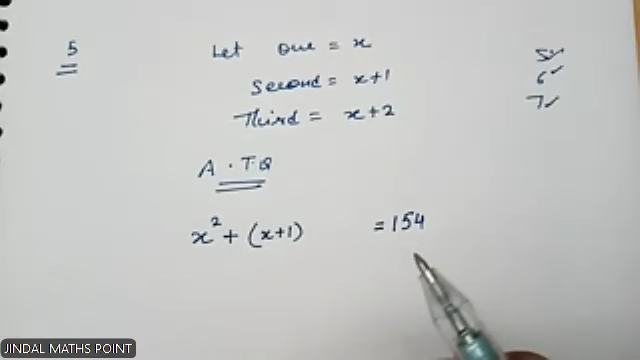 5
Let one = x
Second = x+1
Third = x+2
5✓
6✓
7✓
A.T.Q
x² + (x+1) = 154
JINDAL MATHS POINT